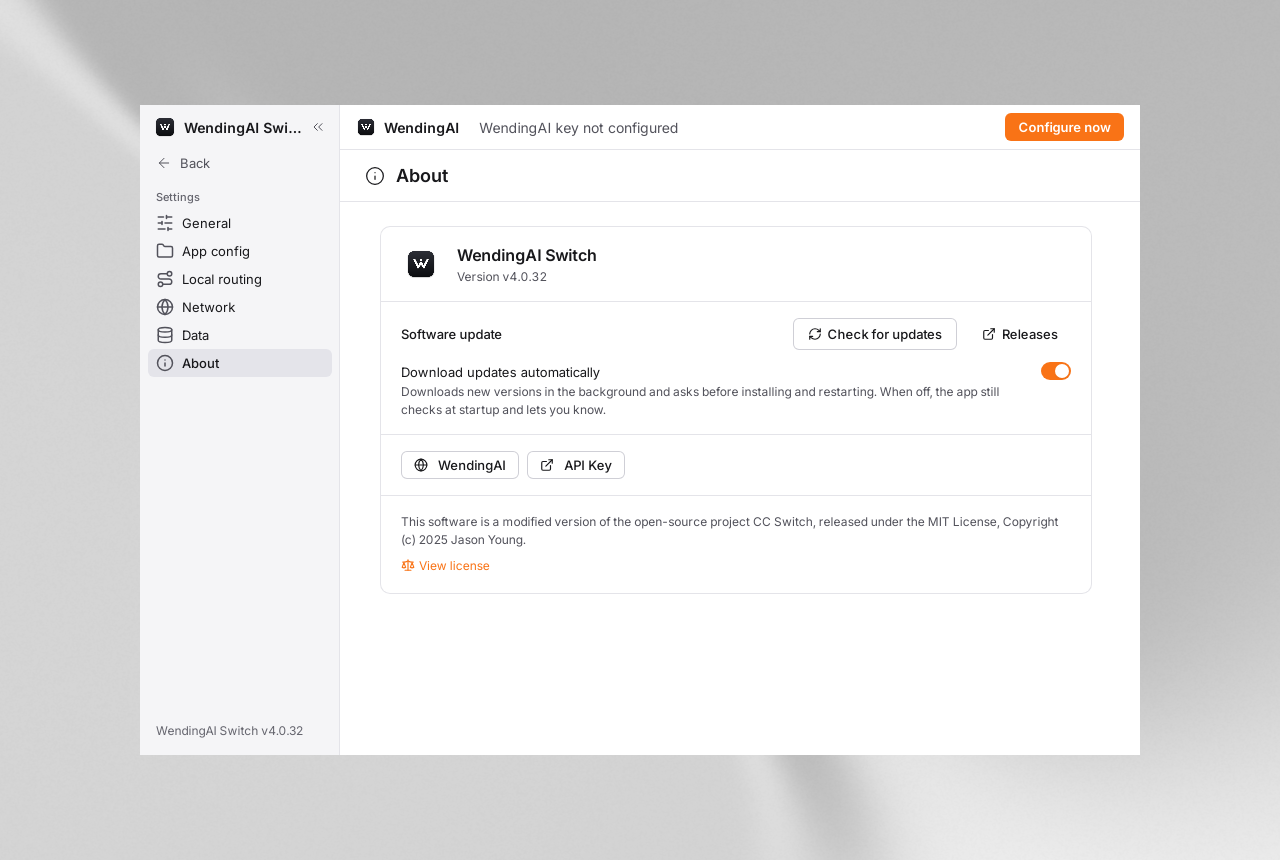 WendingAI Swi...
Back
Settings
General
App config
Local routing
Network
Data
About
WendingAI Switch v4.0.32
WendingAI
WendingAI key not configured
Configure now
About
WendingAI Switch
Version v4.0.32
Software update
Check for updates
Releases
Download updates automatically
Downloads new versions in the background and asks before installing and restarting. When off, the app still
checks at startup and lets you know.
WendingAI
API Key
This software is a modified version of the open-source project CC Switch, released under the MIT License, Copyright
(c) 2025 Jason Young.
View license